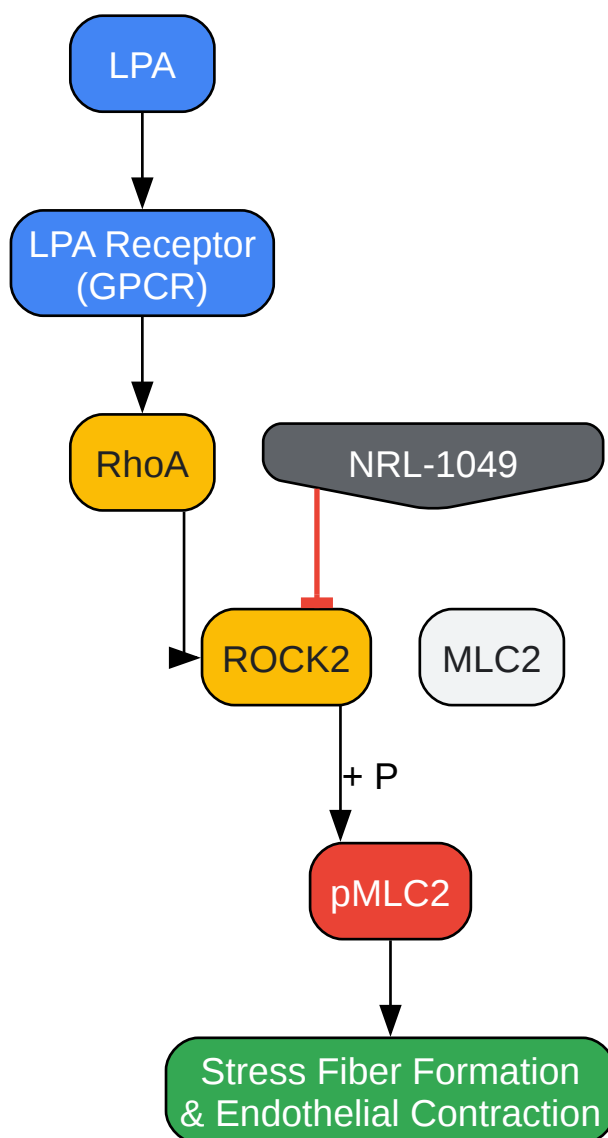 LPA
LPA Receptor
(GPCR)
RhoA
NRL-1049
ROCK2
MLC2
+ P
pMLC2
Stress Fiber Formation
& Endothelial Contraction